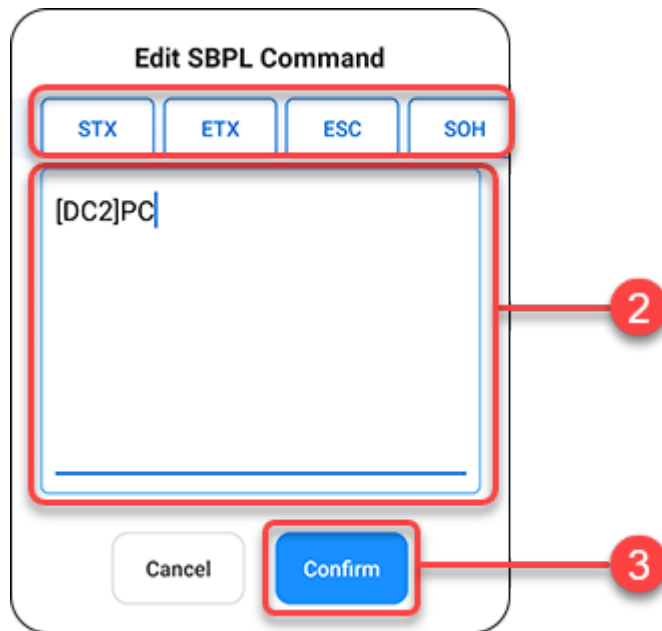 Edit SBPL Command
STX ETX ESC SOH
[DC2]PC
2
Cancel Confirm
3